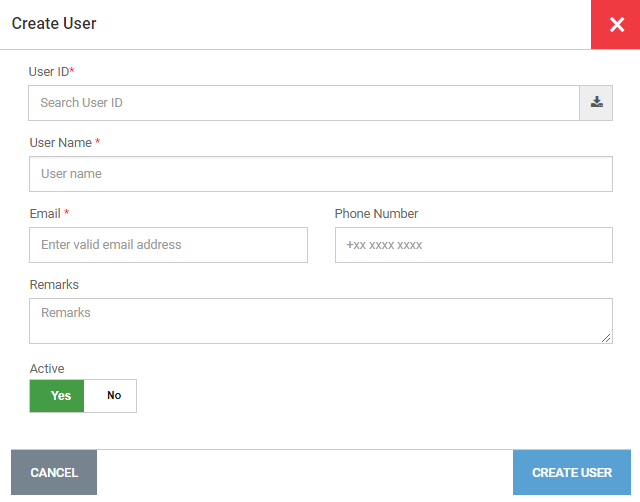 Create User
User ID*
Search User ID
User Name *
User name
Email * Phone Number
Enter valid email address +xx xxxx xxxx
Remarks
Remarks
Active
Yes No
CANCEL CREATE USER